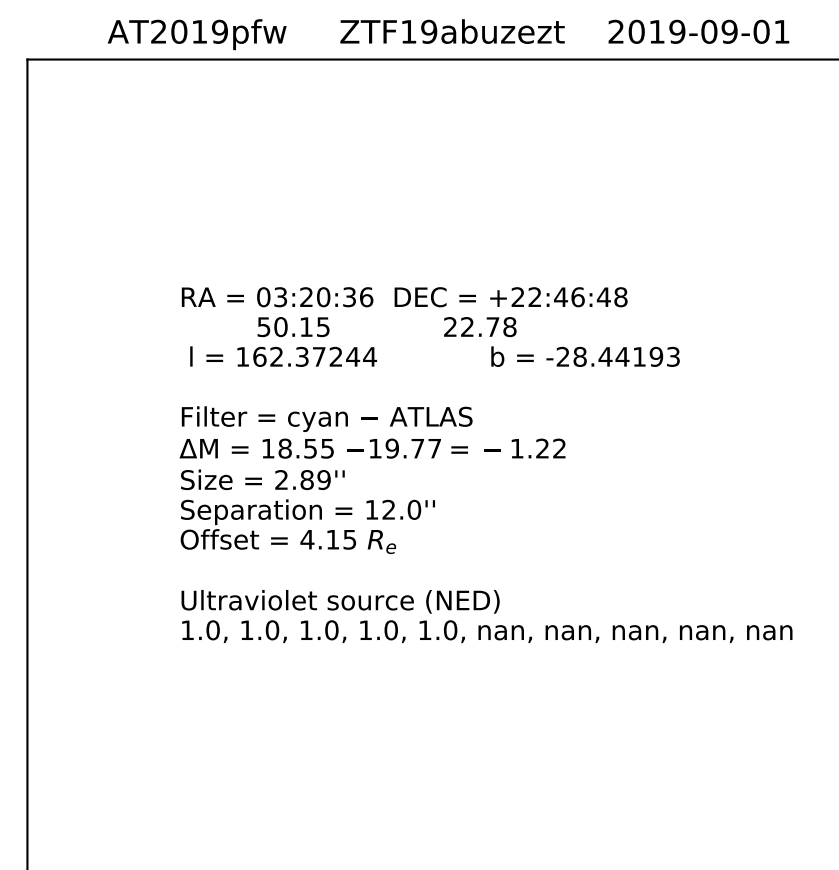 AT2019pfw ZTF19abuzezt 2019-09-01
RA = 03:20:36 DEC = +22:46:48
50.15 22.78
l = 162.37244 b = -28.44193
Filter = cyan − ATLAS
ΔM = 18.55 −19.77 = − 1.22
Size = 2.89''
Separation = 12.0''
Offset = 4.15 Re
Ultraviolet source (NED)
1.0, 1.0, 1.0, 1.0, 1.0, nan, nan, nan, nan, nan